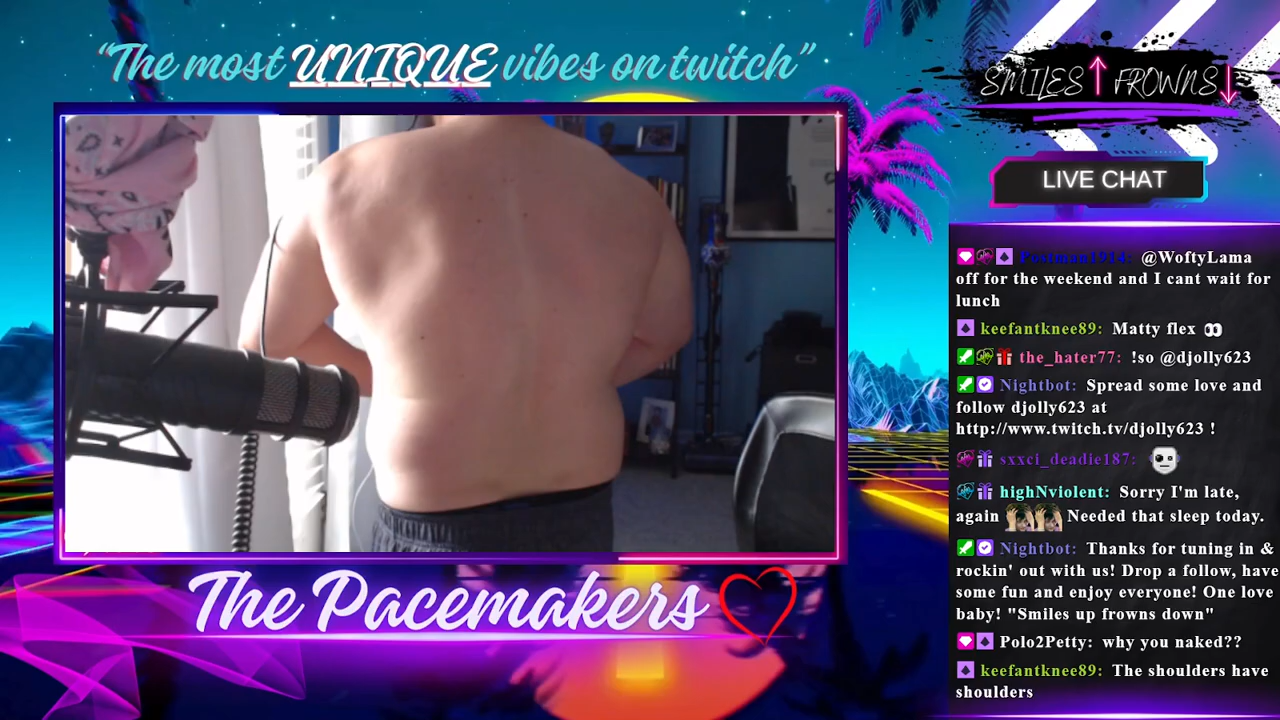 “The most UNIQUE vibes on twitch”
SMILES FROWNS
LIVE CHAT
Postman1914: @WoftyLama
off for the weekend and I cant wait for
lunch
keefantknee89: Matty flex
the_hater77: !so @djolly623
Nightbot: Spread some love and
follow djolly623 at
http://www.twitch.tv/djolly623 !
sxxci_deadie187:
highNviolent: Sorry I'm late,
again Needed that sleep today.
Nightbot: Thanks for tuning in &
rockin' out with us! Drop a follow, have
some fun and enjoy everyone! One love
baby! "Smiles up frowns down"
Polo2Petty: why you naked??
keefantknee89: The shoulders have
shoulders
The Pacemakers